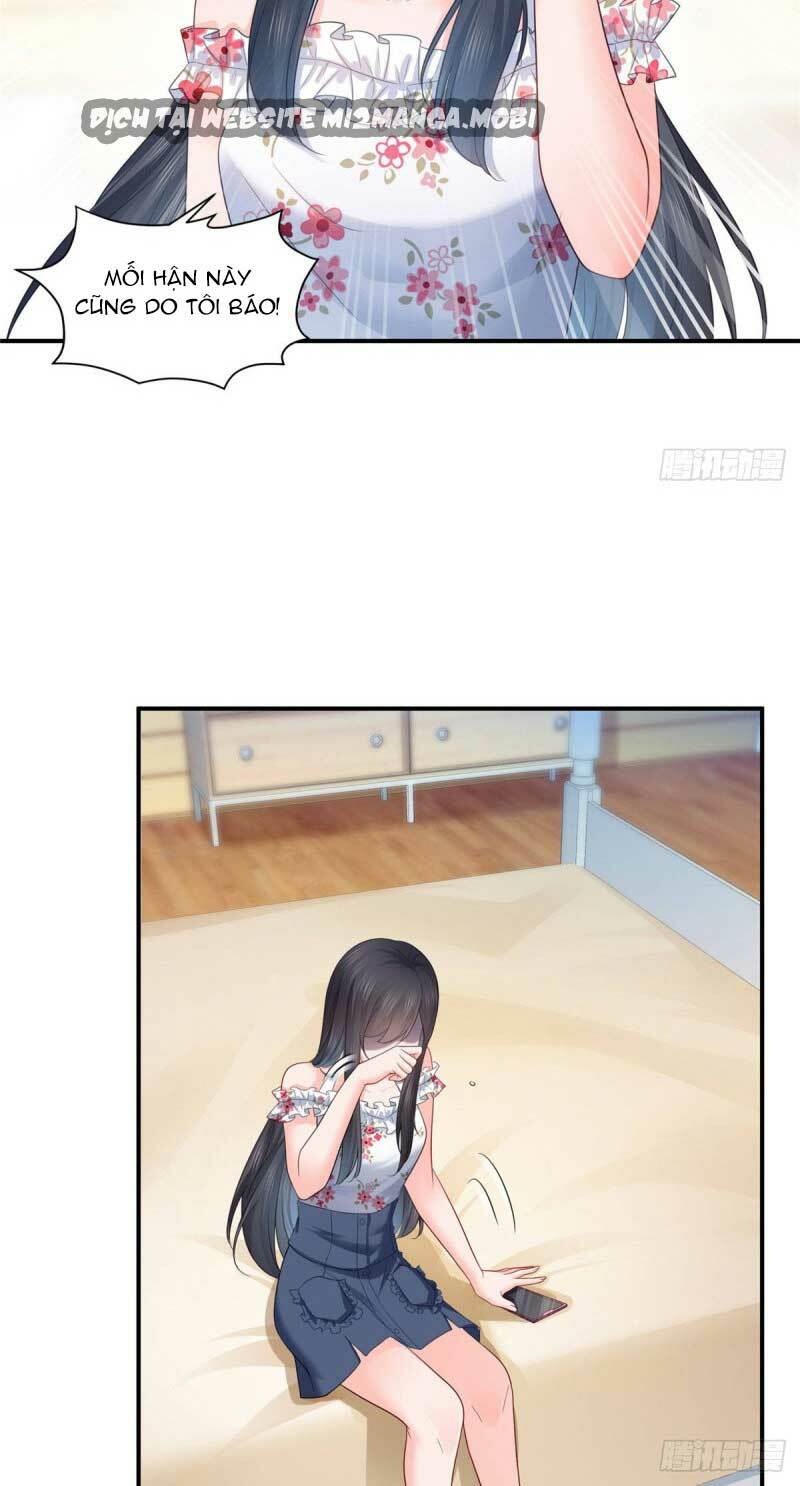 DỊCH TẠI WEBSITE MI2MANGA.MOBI
MỐI HẬN NÀY
CŨNG DO TÔI BÁO!
腾讯动漫
腾讯动漫